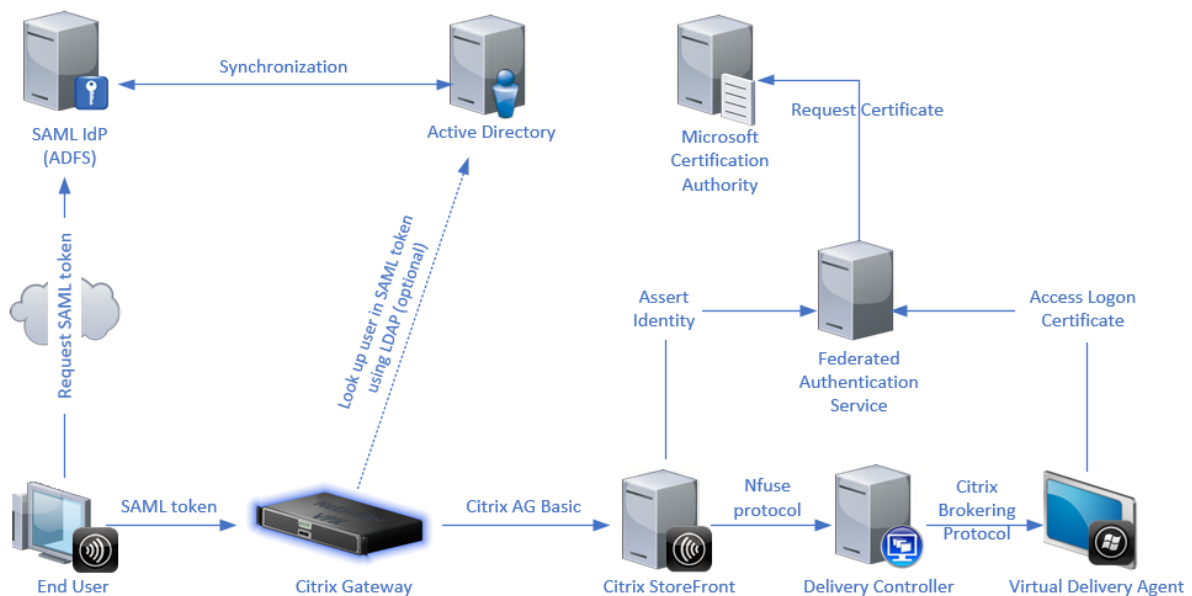 Synchronization
SAML IdP
(ADFS)
Active Directory
Request Certificate
Microsoft
Certification
Authority
Request SAML token
Look up user in SAML token
using LDAP (optional)
Assert
Identity
Access Logon
Certificate
Federated
Authentication
Service
SAML token
Citrix AG Basic
Nfuse
protocol
Citrix
Brokering
Protocol
End User
Citrix Gateway
Citrix StoreFront
Delivery Controller
Virtual Delivery Agent